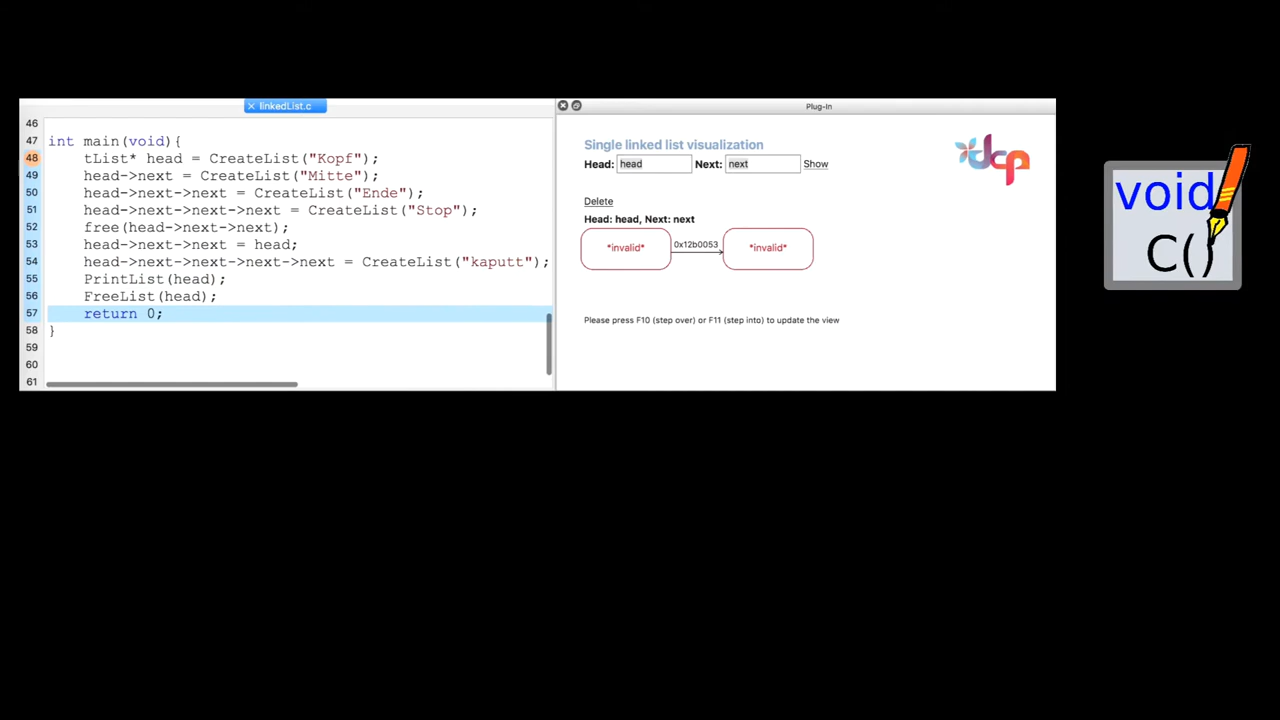 linkedList.c
46
47 int main(void){
48 tList* head = CreateList("Kopf");
49 head->next = CreateList("Mitte");
50 head->next->next = CreateList("Ende");
51 head->next->next->next = CreateList("Stop");
52 free(head->next->next);
53 head->next->next = head;
54 head->next->next->next->next = CreateList("kaputt");
55 PrintList(head);
56 FreeList(head);
57 return 0;
58 }
59
60
61
Plug-In
Single linked list visualization
Head: head Next: next Show
dcp
Delete
Head: head, Next: next
*invalid* 0x12b0053 *invalid*
Please press F10 (step over) or F11 (step into) to update the view
void
C()